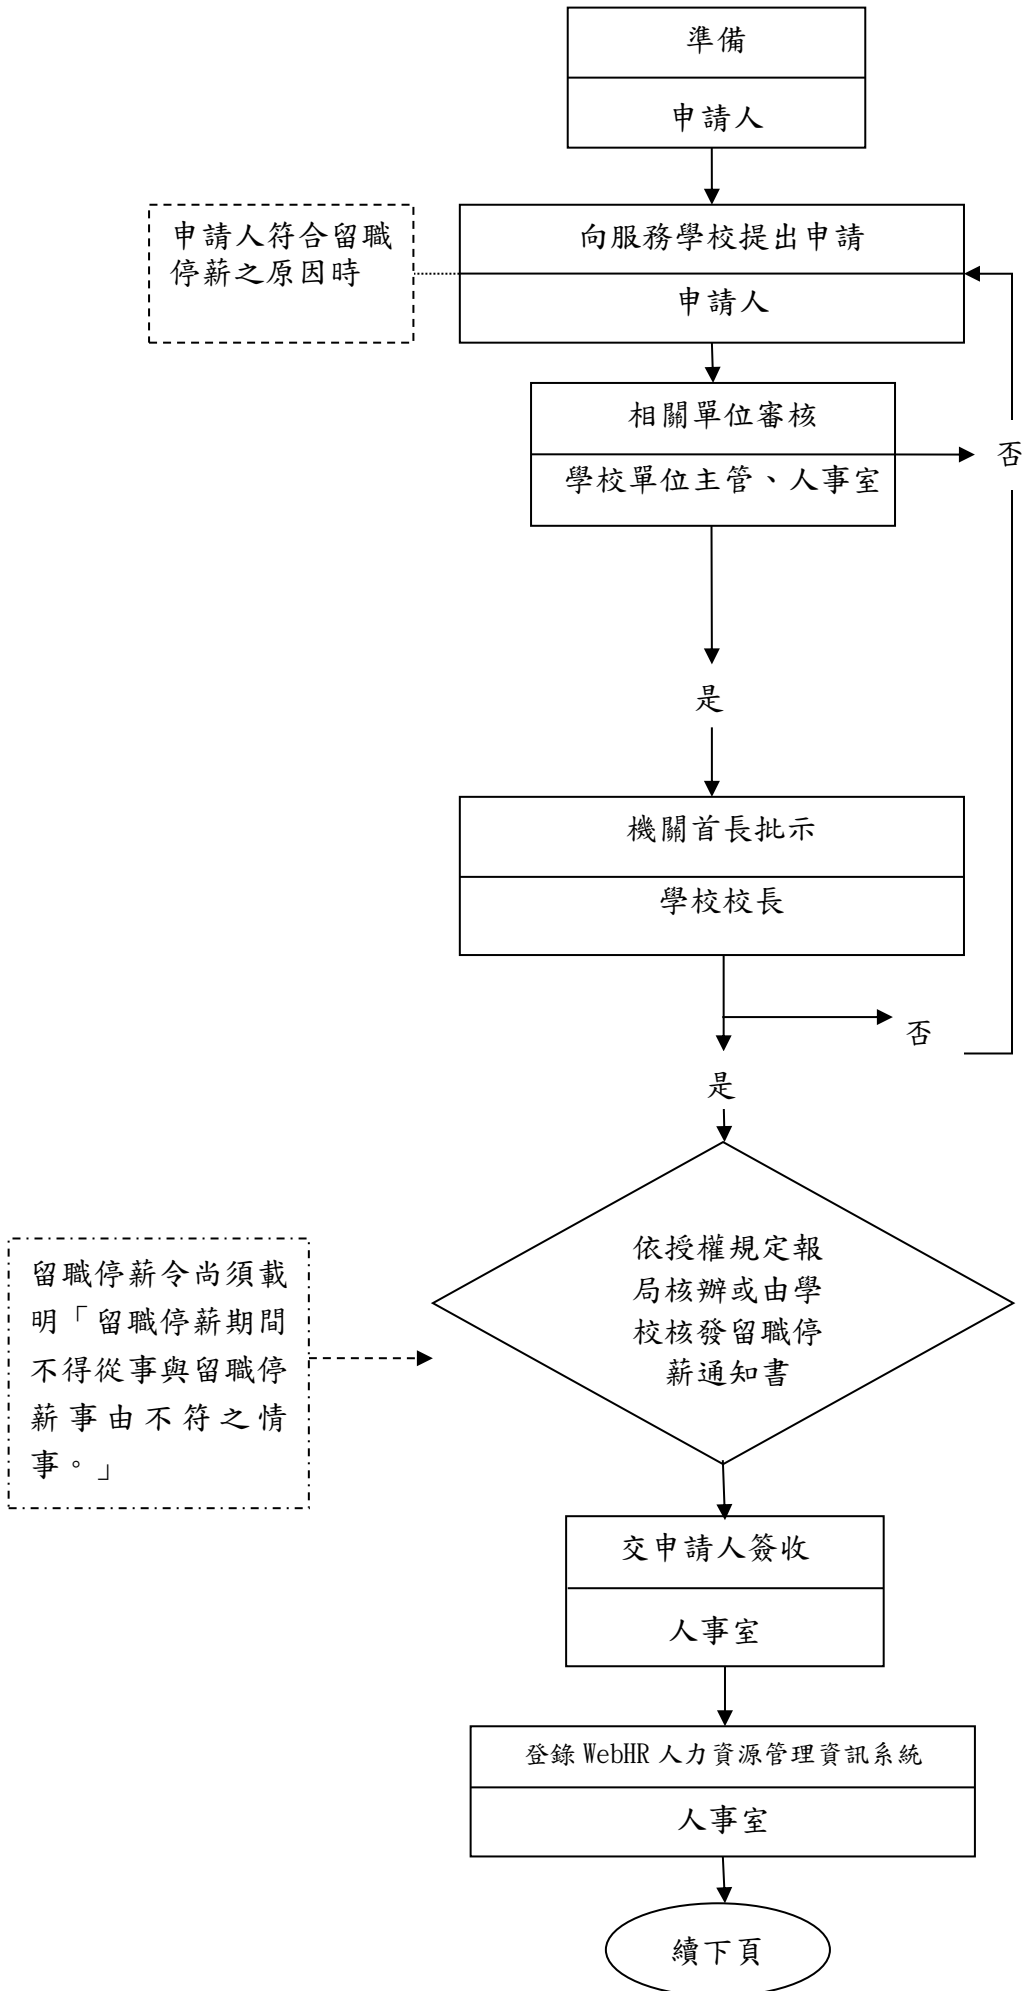 準備
申請人
申請人符合留職
停薪之原因時
向服務學校提出申請
申請人
相關單位審核
學校單位主管、人事室
否
是
機關首長批示
學校校長
否
是
依授權規定報
局核辦或由學
校核發留職停
薪通知書
留職停薪令尚須載
明「留職停薪期間
不得從事與留職停
薪事由不符之情
事。」
交申請人簽收
人事室
登錄 WebHR 人力資源管理資訊系統
人事室
續下頁